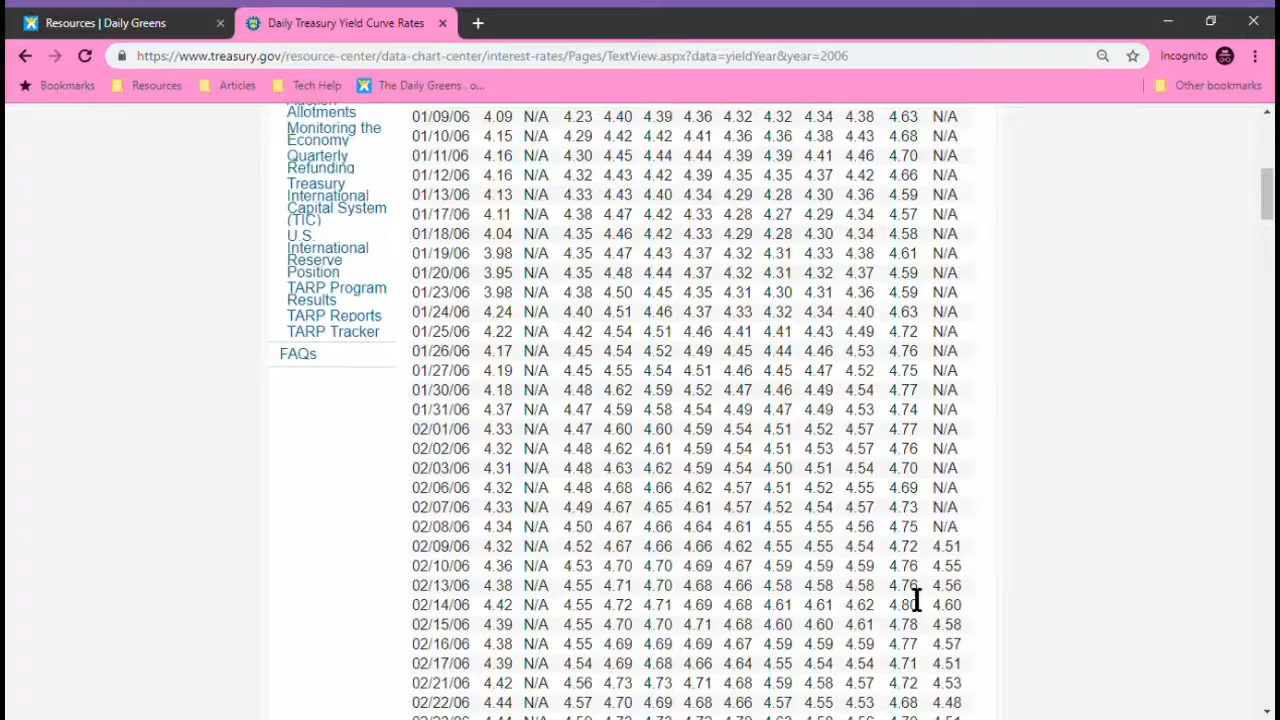 Resources | Daily Greens
Daily Treasury Yield Curve Rates
https://www.treasury.gov/resource-center/data-chart-center/interest-rates/Pages/TextView.aspx?data=yieldYear&year=2006
Incognito
Bookmarks Resources Articles Tech Help The Daily Greens . o... Other bookmarks
Allotments
Monitoring the
Economy
Quarterly
Refunding
Treasury
International
Capital System
(TIC)
U.S.
International
Reserve
Position
TARP Program
Results
TARP Reports
TARP Tracker
FAQs
01/09/06 4.09 N/A 4.23 4.40 4.39 4.36 4.32 4.32 4.34 4.38 4.63 N/A
01/10/06 4.15 N/A 4.29 4.42 4.42 4.41 4.36 4.36 4.38 4.43 4.68 N/A
01/11/06 4.16 N/A 4.30 4.45 4.44 4.44 4.39 4.39 4.41 4.46 4.70 N/A
01/12/06 4.16 N/A 4.32 4.43 4.42 4.39 4.35 4.35 4.37 4.42 4.66 N/A
01/13/06 4.13 N/A 4.33 4.43 4.40 4.34 4.29 4.28 4.30 4.36 4.59 N/A
01/17/06 4.11 N/A 4.38 4.47 4.42 4.33 4.28 4.27 4.29 4.34 4.57 N/A
01/18/06 4.04 N/A 4.35 4.46 4.42 4.33 4.29 4.28 4.30 4.34 4.58 N/A
01/19/06 3.98 N/A 4.35 4.47 4.43 4.37 4.32 4.31 4.33 4.38 4.61 N/A
01/20/06 3.95 N/A 4.35 4.48 4.44 4.37 4.32 4.31 4.32 4.37 4.59 N/A
01/23/06 3.98 N/A 4.38 4.50 4.45 4.35 4.31 4.30 4.31 4.36 4.59 N/A
01/24/06 4.24 N/A 4.40 4.51 4.46 4.37 4.33 4.32 4.34 4.40 4.63 N/A
01/25/06 4.22 N/A 4.42 4.54 4.51 4.46 4.41 4.41 4.43 4.49 4.72 N/A
01/26/06 4.17 N/A 4.45 4.54 4.52 4.49 4.45 4.44 4.46 4.53 4.76 N/A
01/27/06 4.19 N/A 4.45 4.55 4.54 4.51 4.46 4.45 4.47 4.52 4.75 N/A
01/30/06 4.18 N/A 4.48 4.62 4.59 4.52 4.47 4.46 4.49 4.54 4.77 N/A
01/31/06 4.37 N/A 4.47 4.59 4.58 4.54 4.49 4.47 4.49 4.53 4.74 N/A
02/01/06 4.33 N/A 4.47 4.60 4.60 4.59 4.54 4.51 4.52 4.57 4.77 N/A
02/02/06 4.32 N/A 4.48 4.62 4.61 4.59 4.54 4.51 4.53 4.57 4.76 N/A
02/03/06 4.31 N/A 4.48 4.63 4.62 4.59 4.54 4.50 4.51 4.54 4.70 N/A
02/06/06 4.32 N/A 4.48 4.68 4.66 4.62 4.57 4.51 4.52 4.55 4.69 N/A
02/07/06 4.33 N/A 4.49 4.67 4.65 4.61 4.57 4.52 4.54 4.57 4.73 N/A
02/08/06 4.34 N/A 4.50 4.67 4.66 4.64 4.61 4.55 4.55 4.56 4.75 N/A
02/09/06 4.32 N/A 4.52 4.67 4.66 4.66 4.62 4.55 4.55 4.54 4.72 4.51
02/10/06 4.36 N/A 4.53 4.70 4.70 4.69 4.67 4.59 4.59 4.59 4.76 4.55
02/13/06 4.38 N/A 4.55 4.71 4.70 4.68 4.66 4.58 4.58 4.58 4.76 4.56
02/14/06 4.42 N/A 4.55 4.72 4.71 4.69 4.68 4.61 4.61 4.62 4.80 4.60
02/15/06 4.39 N/A 4.55 4.70 4.70 4.71 4.68 4.60 4.60 4.61 4.78 4.58
02/16/06 4.38 N/A 4.55 4.69 4.69 4.69 4.67 4.59 4.59 4.59 4.77 4.57
02/17/06 4.39 N/A 4.54 4.69 4.68 4.66 4.64 4.55 4.54 4.54 4.71 4.51
02/21/06 4.42 N/A 4.56 4.73 4.73 4.71 4.68 4.59 4.58 4.57 4.72 4.53
02/22/06 4.44 N/A 4.57 4.70 4.69 4.68 4.66 4.57 4.55 4.53 4.68 4.48